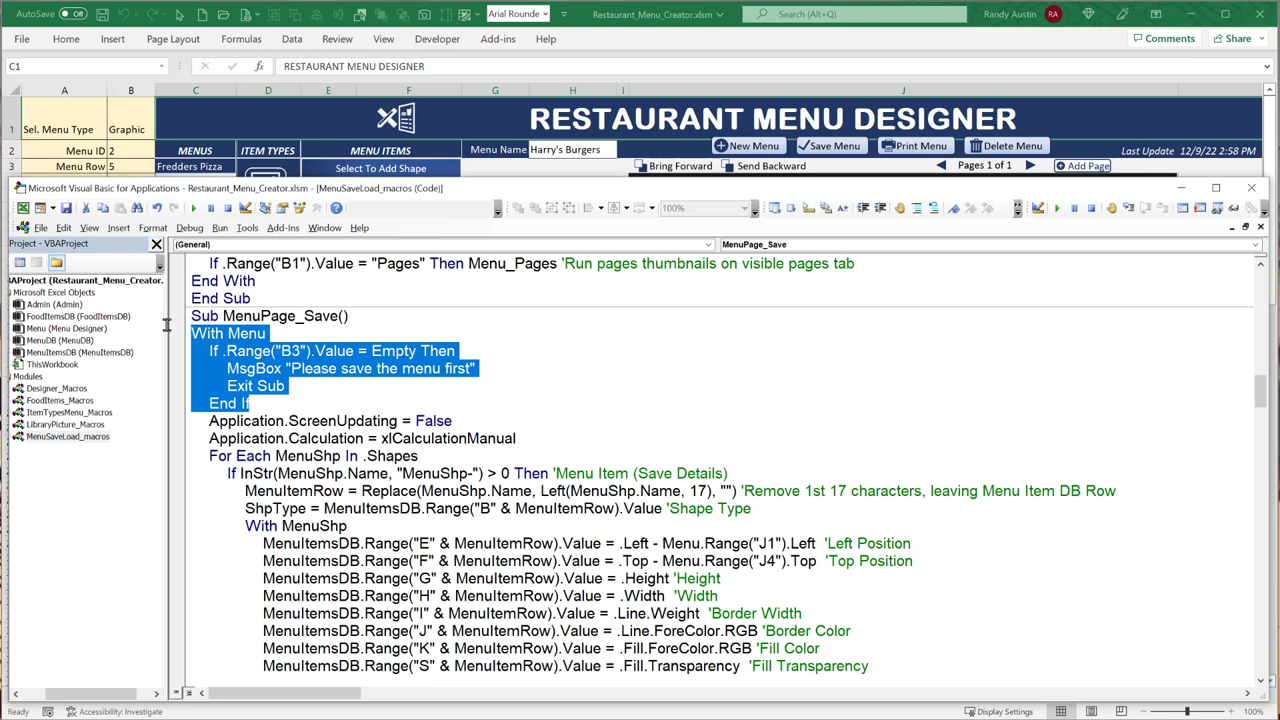 AutoSave Off Arial Rounde Restaurant_Menu_Creator.xlsm Search (Alt+Q) Randy Austin RA
File Home Insert Draw Page Layout Formulas Data Review View Developer Add-ins Help Comments Share
C1 fx RESTAURANT MENU DESIGNER
A B C D E F G H I J
1 Sel. Menu Type Graphic RESTAURANT MENU DESIGNER
2 Menu ID 2 MENUS ITEM TYPES MENU ITEMS Menu Name Harry's Burgers New Menu Save Menu Print Menu Delete Menu Last Update 12/9/22 2:58 PM
3 Menu Row 5 Fredders Pizza Select To Add Shape Bring Forward Send Backward Pages 1 of 1 Add Page
Microsoft Visual Basic for Applications - Restaurant_Menu_Creator.xlsm - [MenuSaveLoad_macros (Code)]
100%
File Edit View Insert Format Debug Run Tools Add-Ins Window Help
Project - VBAProject (General) MenuPage_Save
BAProject (Restaurant_Menu_Creator.
Microsoft Excel Objects
Admin (Admin)
FoodItemsDB (FoodItemsDB)
Menu (Menu Designer)
MenuDB (MenuDB)
MenuItemsDB (MenuItemsDB)
ThisWorkbook
Modules
Designer_Macros
FoodItems_Macros
ItemTypesMenu_Macros
LibraryPicture_Macros
MenuSaveLoad_macros
If .Range("B1").Value = "Pages" Then Menu_Pages 'Run pages thumbnails on visible pages tab
End With
End Sub
Sub MenuPage_Save()
With Menu
If .Range("B3").Value = Empty Then
MsgBox "Please save the menu first"
Exit Sub
End If
Application.ScreenUpdating = False
Application.Calculation = xlCalculationManual
For Each MenuShp In .Shapes
If InStr(MenuShp.Name, "MenuShp-") > 0 Then 'Menu Item (Save Details)
MenuItemRow = Replace(MenuShp.Name, Left(MenuShp.Name, 17), "") 'Remove 1st 17 characters, leaving Menu Item DB Row
ShpType = MenuItemsDB.Range("B" & MenuItemRow).Value 'Shape Type
With MenuShp
MenuItemsDB.Range("E" & MenuItemRow).Value = .Left - Menu.Range("J1").Left 'Left Position
MenuItemsDB.Range("F" & MenuItemRow).Value = .Top - Menu.Range("J4").Top 'Top Position
MenuItemsDB.Range("G" & MenuItemRow).Value = .Height 'Height
MenuItemsDB.Range("H" & MenuItemRow).Value = .Width 'Width
MenuItemsDB.Range("I" & MenuItemRow).Value = .Line.Weight 'Border Width
MenuItemsDB.Range("J" & MenuItemRow).Value = .Line.ForeColor.RGB 'Border Color
MenuItemsDB.Range("K" & MenuItemRow).Value = .Fill.ForeColor.RGB 'Fill Color
MenuItemsDB.Range("S" & MenuItemRow).Value = .Fill.Transparency 'Fill Transparency
Ready Accessibility: Investigate Display Settings 100%